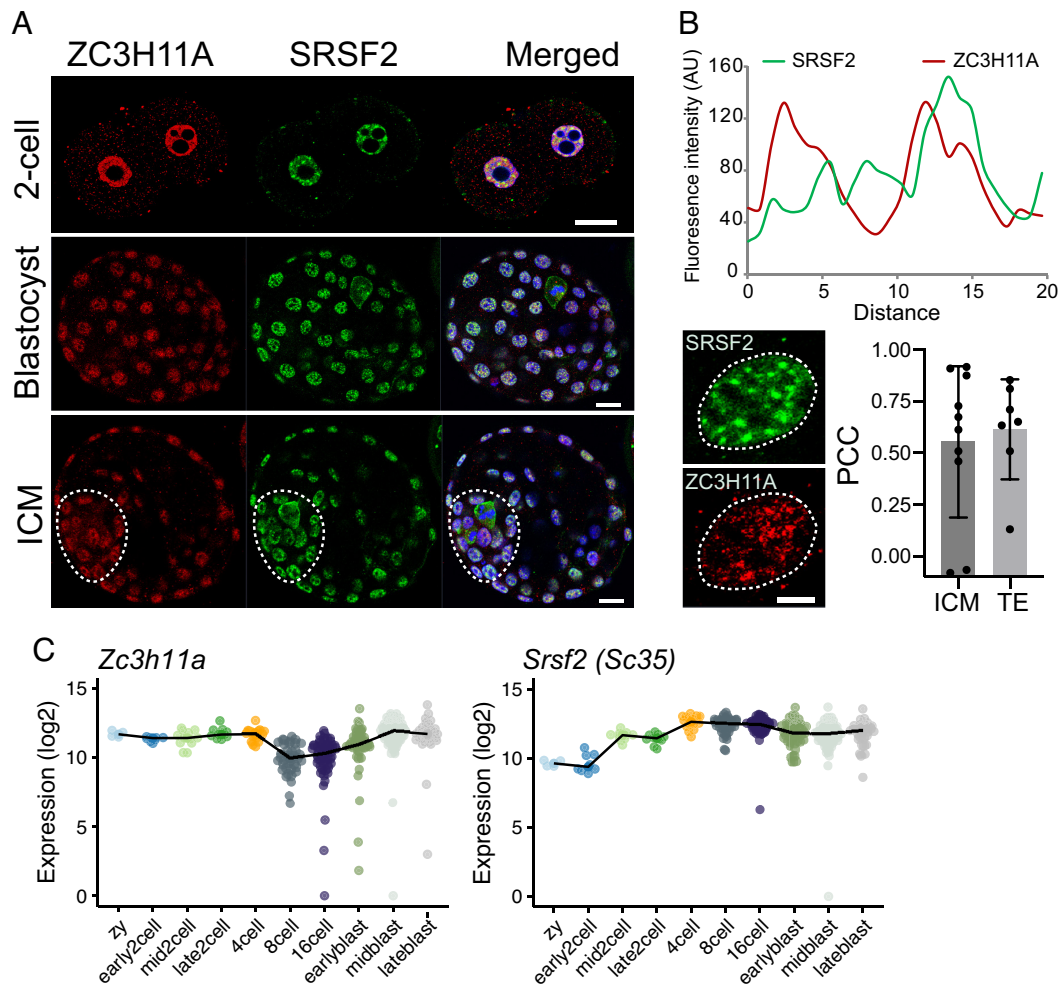 A
ZC3H11A
SRSF2
Merged
2-cell
Blastocyst
ICM
B
SRSF2
ZC3H11A
Fluoresence intensity (AU)
160
120
80
40
0
0
5
10
15
20
Distance
SRSF2
ZC3H11A
PCC
1.00
0.75
0.50
0.25
0.00
ICM
TE
C
Zc3h11a
Expression (log2)
15
10
5
0
zy
early2cell
mid2cell
late2cell
4cell
8cell
16cell
earlyblast
midblast
lateblast
Srsf2 (Sc35)
Expression (log2)
15
10
5
0
zy
early2cell
mid2cell
late2cell
4cell
8cell
16cell
earlyblast
midblast
lateblast